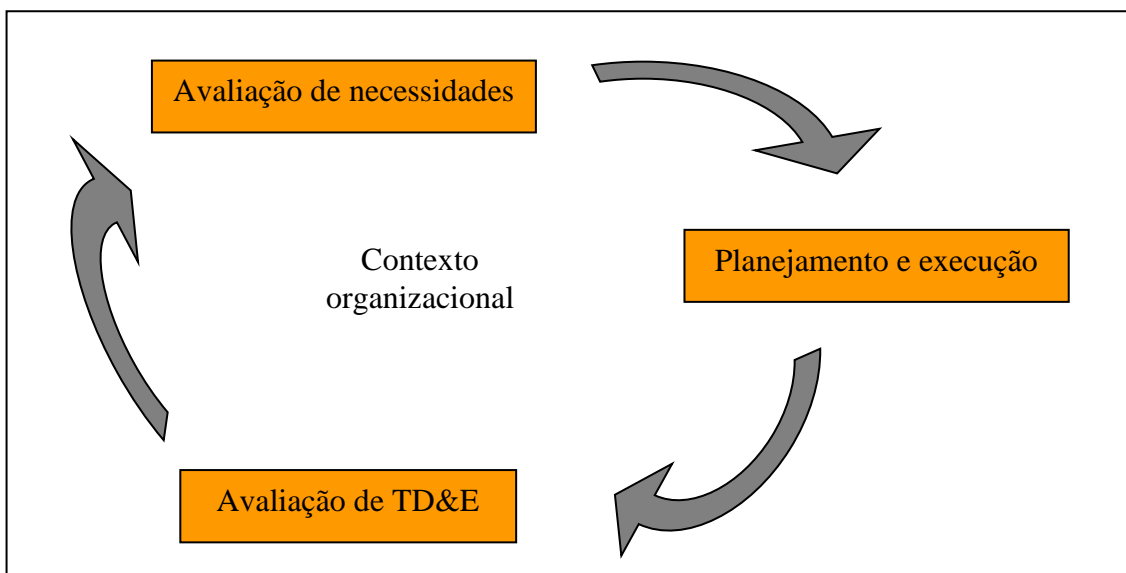 Avaliação de necessidades
Contexto
organizacional
Planejamento e execução
Avaliação de TD&E